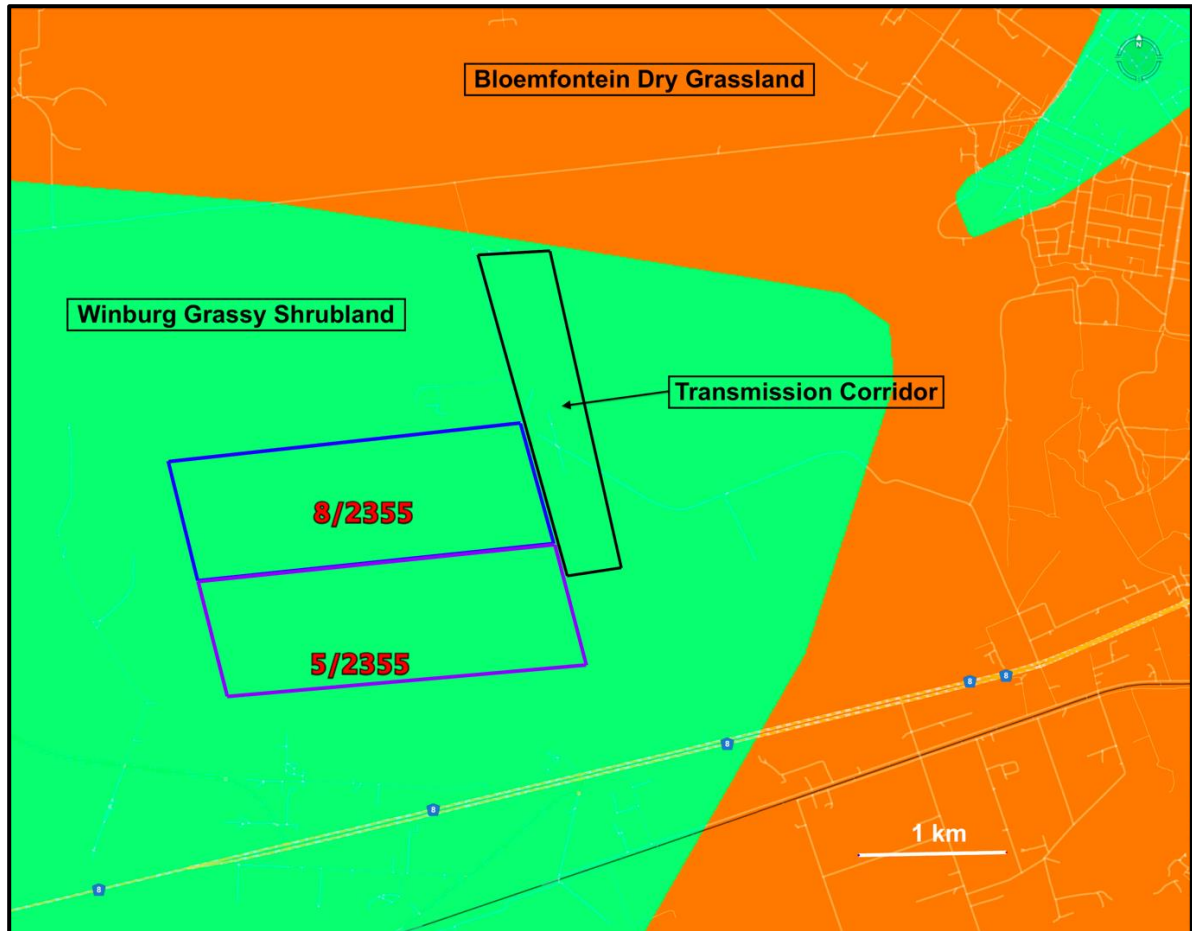 N
Bloemfontein Dry Grassland
Winburg Grassy Shrubland
Transmission Corridor
8/2355
5/2355
8
8
8
8
8
1 km